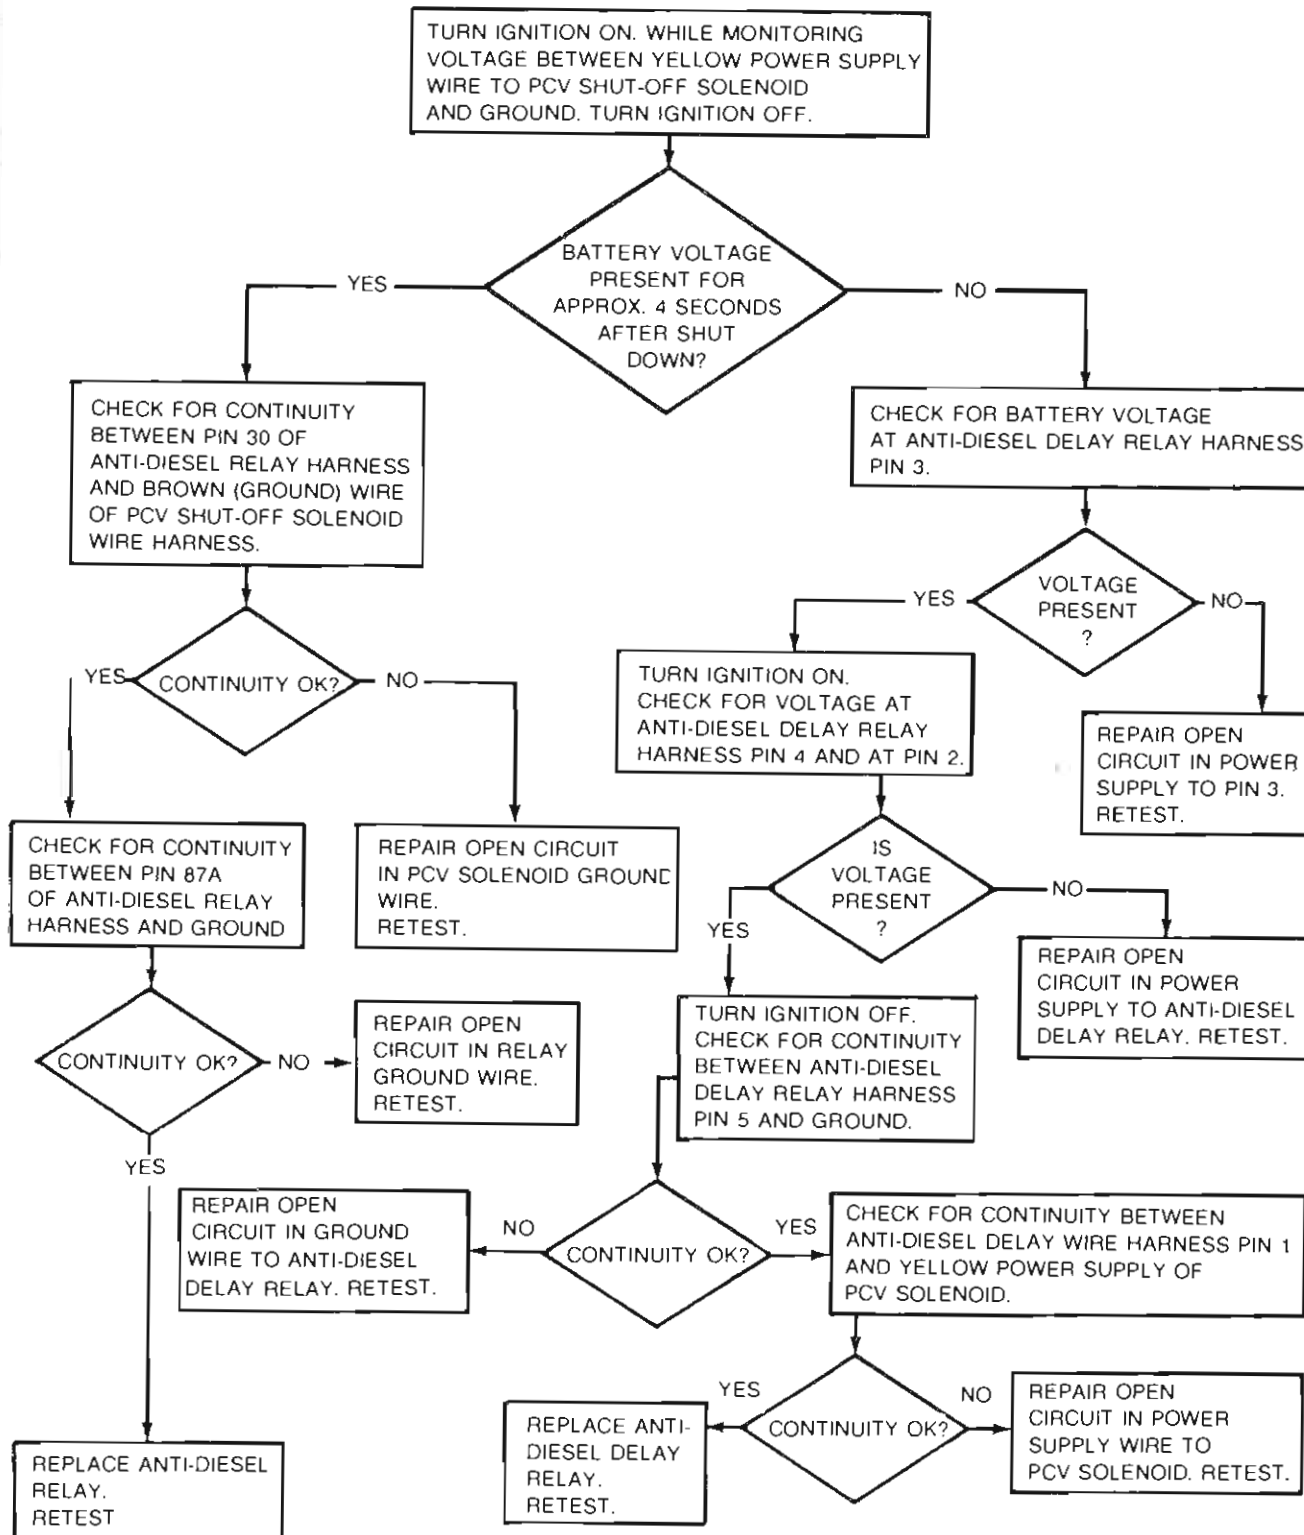 TURN IGNITION ON. WHILE MONITORING
VOLTAGE BETWEEN YELLOW POWER SUPPLY
WIRE TO PCV SHUT-OFF SOLENOID
AND GROUND. TURN IGNITION OFF.
BATTERY VOLTAGE
PRESENT FOR
APPROX. 4 SECONDS
AFTER SHUT
DOWN?
YES
NO
CHECK FOR CONTINUITY
BETWEEN PIN 30 OF
ANTI-DIESEL RELAY HARNESS
AND BROWN (GROUND) WIRE
OF PCV SHUT-OFF SOLENOID
WIRE HARNESS.
CHECK FOR BATTERY VOLTAGE
AT ANTI-DIESEL DELAY RELAY HARNESS
PIN 3.
VOLTAGE
PRESENT
?
YES
NO
CONTINUITY OK?
YES
NO
TURN IGNITION ON.
CHECK FOR VOLTAGE AT
ANTI-DIESEL DELAY RELAY
HARNESS PIN 4 AND AT PIN 2.
REPAIR OPEN
CIRCUIT IN POWER
SUPPLY TO PIN 3.
RETEST.
CHECK FOR CONTINUITY
BETWEEN PIN 87A
OF ANTI-DIESEL RELAY
HARNESS AND GROUND
REPAIR OPEN CIRCUIT
IN PCV SOLENOID GROUND
WIRE.
RETEST.
IS
VOLTAGE
PRESENT
?
YES
NO
REPAIR OPEN
CIRCUIT IN POWER
SUPPLY TO ANTI-DIESEL
DELAY RELAY. RETEST.
CONTINUITY OK?
NO
YES
REPAIR OPEN
CIRCUIT IN RELAY
GROUND WIRE.
RETEST.
TURN IGNITION OFF.
CHECK FOR CONTINUITY
BETWEEN ANTI-DIESEL
DELAY RELAY HARNESS
PIN 5 AND GROUND.
REPAIR OPEN
CIRCUIT IN GROUND
WIRE TO ANTI-DIESEL
DELAY RELAY. RETEST.
NO
CONTINUITY OK?
YES
CHECK FOR CONTINUITY BETWEEN
ANTI-DIESEL DELAY WIRE HARNESS PIN 1
AND YELLOW POWER SUPPLY OF
PCV SOLENOID.
YES
CONTINUITY OK?
NO
REPLACE ANTI-DIESEL
RELAY.
RETEST
REPLACE ANTI-
DIESEL DELAY
RELAY.
RETEST.
REPAIR OPEN
CIRCUIT IN POWER
SUPPLY WIRE TO
PCV SOLENOID. RETEST.